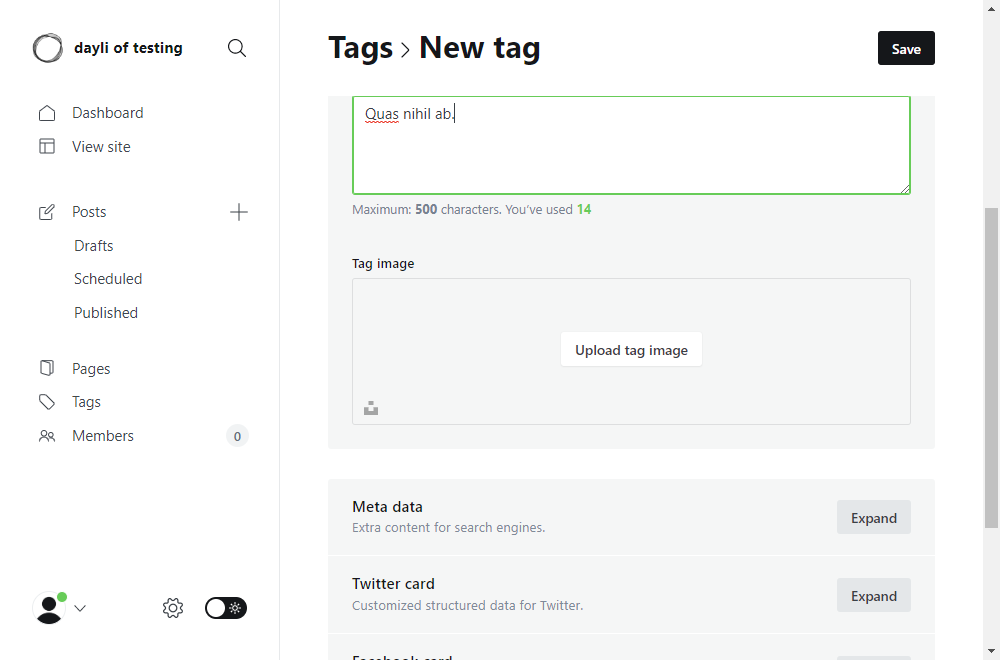 dayli of testing
Dashboard
View site
Posts
Drafts
Scheduled
Published
Pages
Tags
Members
0
Tags
New tag
Save
Quas nihil ab.
Maximum: 500 characters. You've used 14
Tag image
Upload tag image
Meta data
Extra content for search engines.
Expand
Twitter card
Customized structured data for Twitter.
Expand
Facebook card